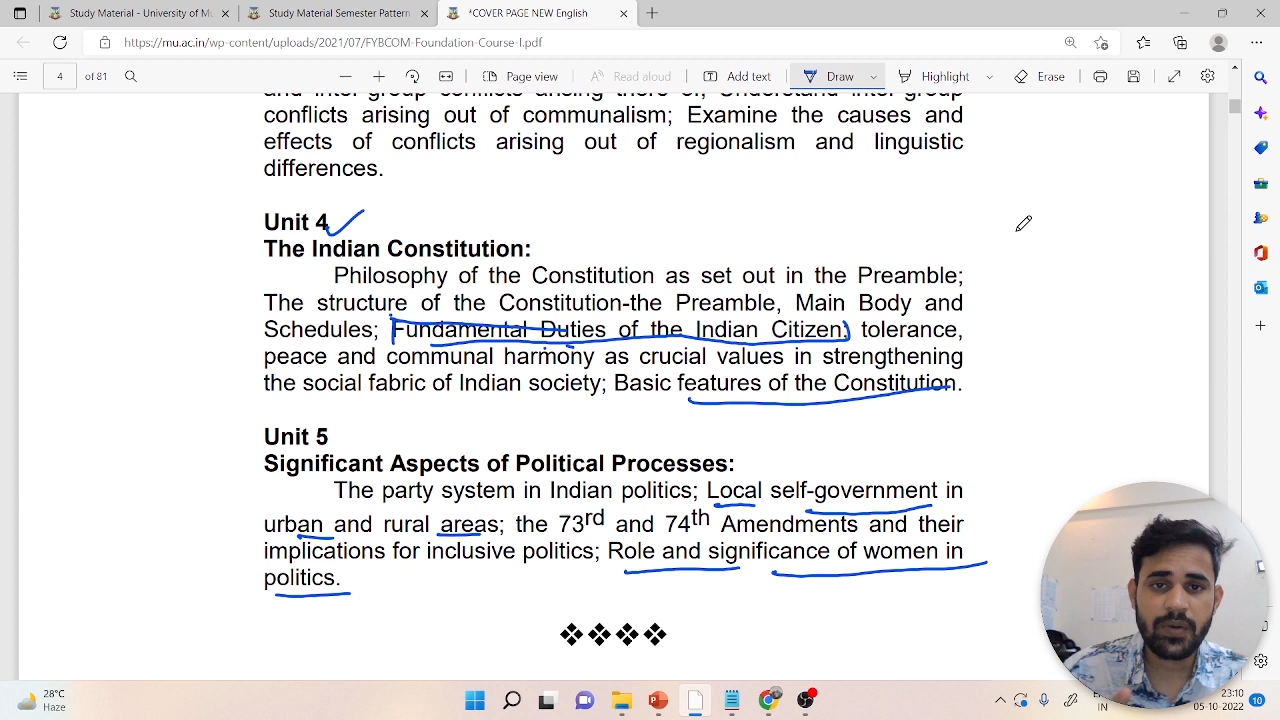 Study Material - University of Mu
Study Material Semester Pattern
*COVER PAGE NEW English
https://mu.ac.in/wp-content/uploads/2021/07/FYBCOM-Foundation-Course-I.pdf
4 of 81
Page view
Read aloud
Add text
Draw
Highlight
Erase
conflicts arising out of communalism; Examine the causes and
effects of conflicts arising out of regionalism and linguistic
differences.
Unit 4
The Indian Constitution:
Philosophy of the Constitution as set out in the Preamble;
The structure of the Constitution-the Preamble, Main Body and
Schedules; Fundamental Duties of the Indian Citizen; tolerance,
peace and communal harmony as crucial values in strengthening
the social fabric of Indian society; Basic features of the Constitution.
Unit 5
Significant Aspects of Political Processes:
The party system in Indian politics; Local self-government in
urban and rural areas; the 73rd and 74th Amendments and their
implications for inclusive politics; Role and significance of women in
politics.
28°C
Haze
IN
23:10
05-10-2022
10